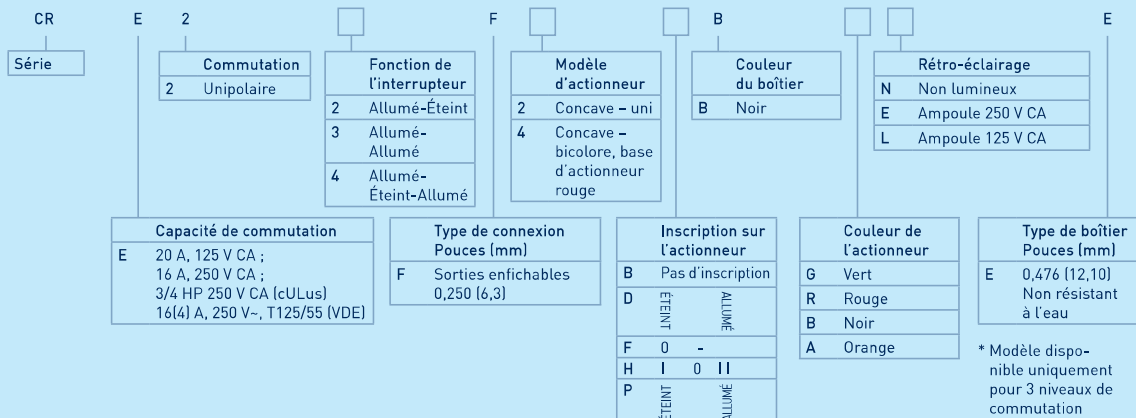 CR E 2 F B E
Série
Commutation
2 Unipolaire
Fonction de
l'interrupteur
2 Allumé-Éteint
3 Allumé-
Allumé
4 Allumé-
Éteint-Allumé
Modèle
d'actionneur
2 Concave – uni
4 Concave –
bicolore, base
d'actionneur
rouge
Couleur
du boîtier
B Noir
Rétro-éclairage
N Non lumineux
E Ampoule 250 V CA
L Ampoule 125 V CA
Capacité de commutation
E 20 A, 125 V CA ;
16 A, 250 V CA ;
3/4 HP 250 V CA (cULus)
16(4) A, 250 V~, T125/55 (VDE)
Type de connexion
Pouces (mm)
F Sorties enfichables
0,250 (6,3)
Inscription sur
l'actionneur
B Pas d'inscription
D ÉTEINT ALLUMÉ
F 0 -
H I 0 II
P ÉTEINT ALLUMÉ
Couleur de
l'actionneur
G Vert
R Rouge
B Noir
A Orange
Type de boîtier
Pouces (mm)
E 0,476 (12,10)
Non résistant
à l'eau
* Modèle dispo-
nible uniquement
pour 3 niveaux de
commutation